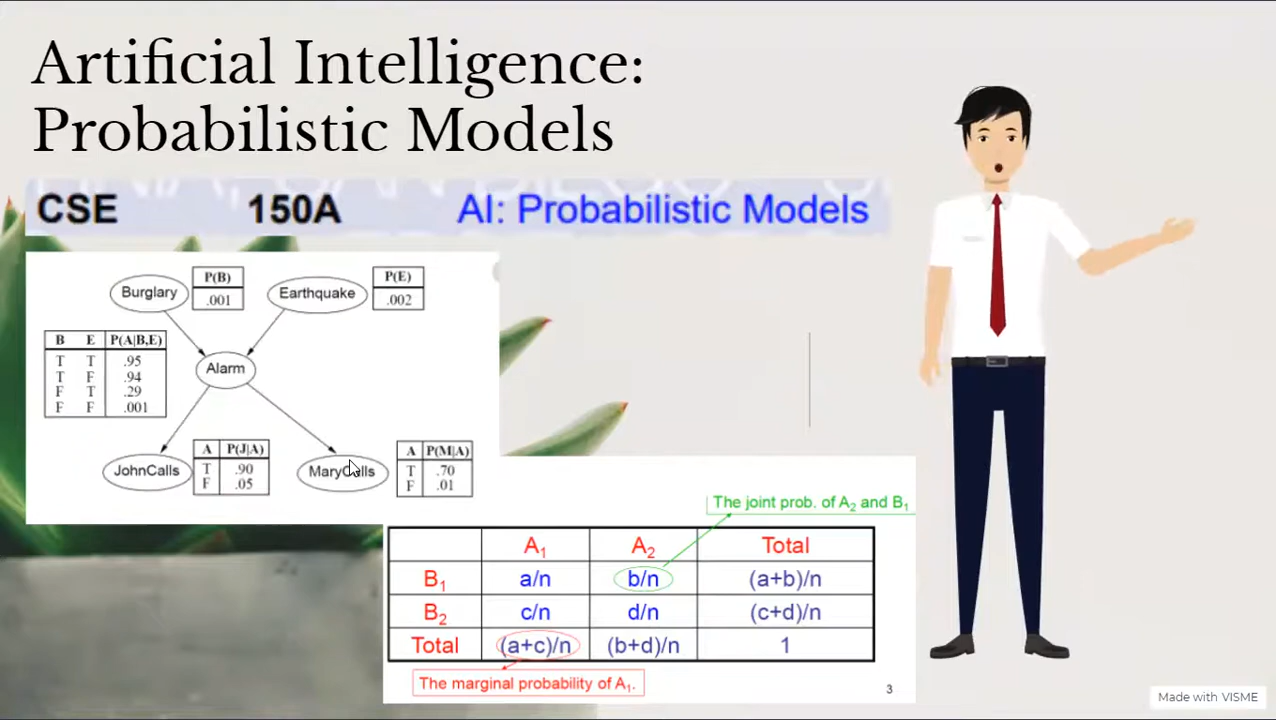 Artificial Intelligence:
Probabilistic Models
CSE 150A AI: Probabilistic Models
Burglary
P(B)
.001
Earthquake
P(E)
.002
B E P(A|B,E)
T T .95
T F .94
F T .29
F F .001
Alarm
JohnCalls
A P(J|A)
T .90
F .05
MaryCalls
A P(M|A)
T .70
F .01
The joint prob. of A₂ and B₁
A₁ A₂ Total
B₁ a/n b/n (a+b)/n
B₂ c/n d/n (c+d)/n
Total (a+c)/n (b+d)/n 1
The marginal probability of A₁.
3
Made with VISME